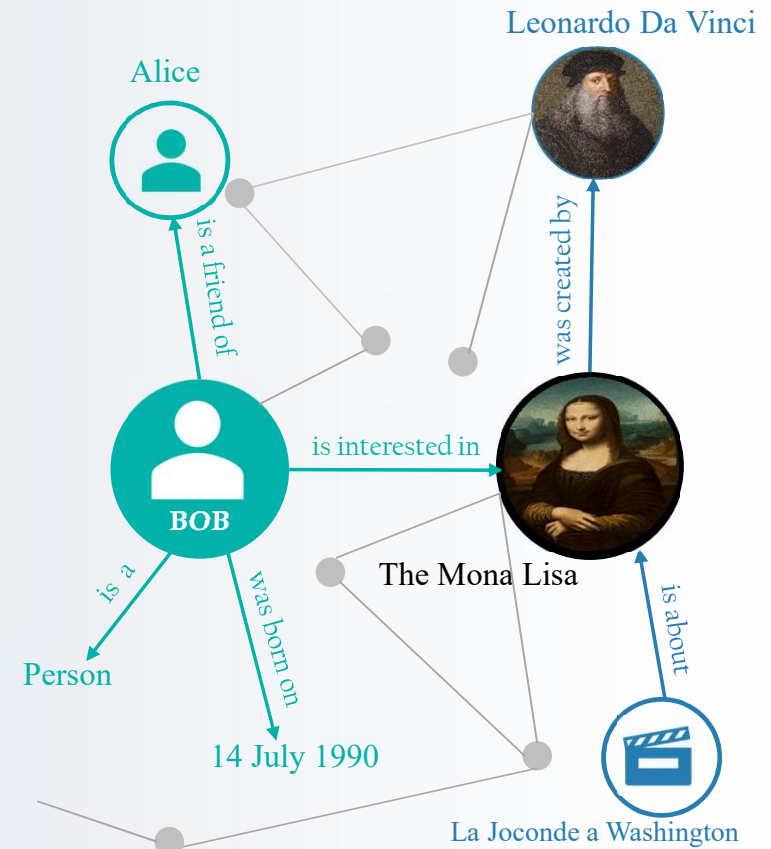 Leonardo Da Vinci
Alice
is a friend of
was created by
is interested in
BOB
The Mona Lisa
is a
was born on
is about
Person
14 July 1990
La Joconde a Washington